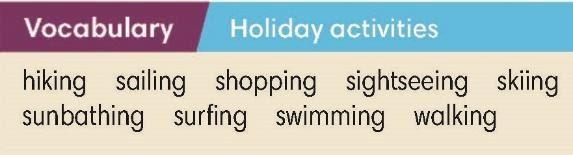 Vocabulary Holiday activities
hiking sailing shopping sightseeing skiing
sunbathing surfing swimming walking